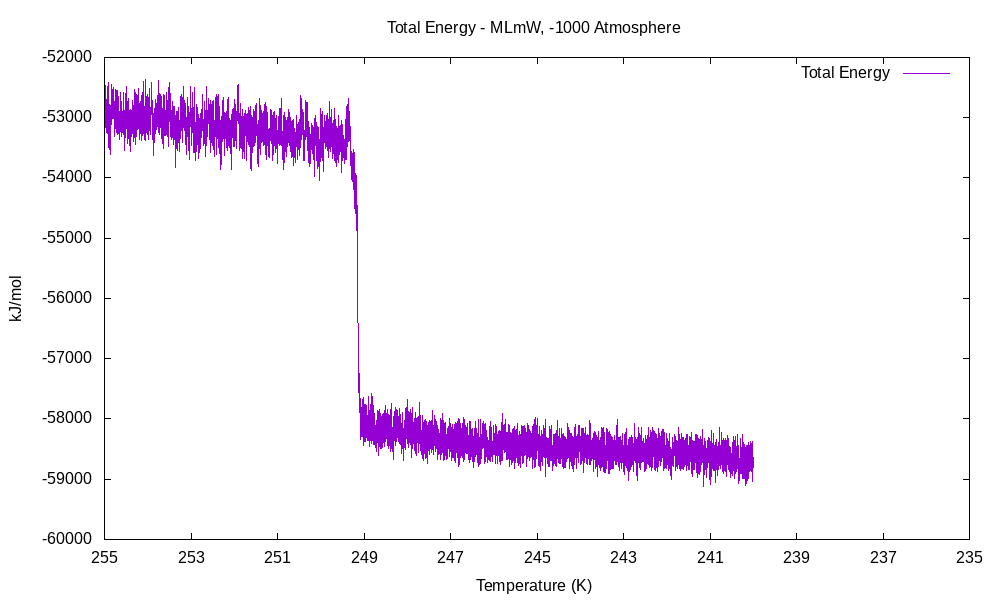 Total Energy - MLmW, -1000 Atmosphere
Total Energy
-52000
-53000
-54000
-55000
-56000
-57000
-58000
-59000
-60000
kJ/mol
255 253 251 249 247 245 243 241 239 237 235
Temperature (K)